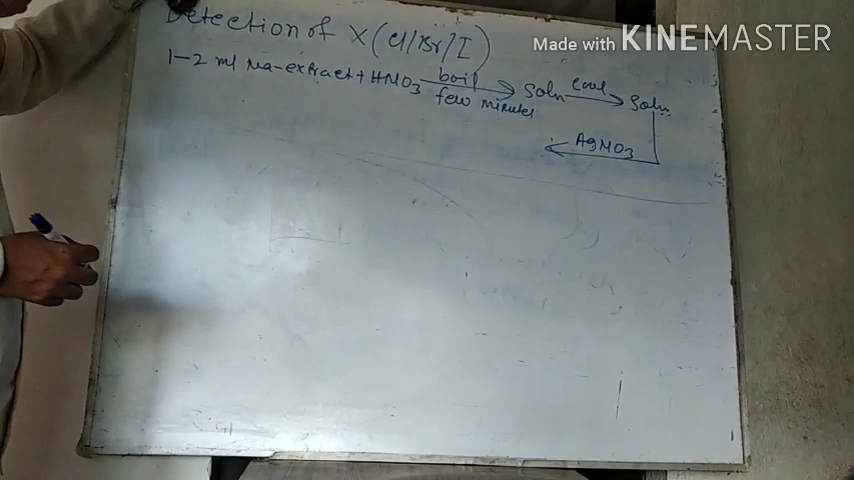 Detection of X (Cl/Br/I)
Made with KINEMASTER
1-2 ml Na-extract + HNO3 boil few minutes Soln cool Soln
AgNO3